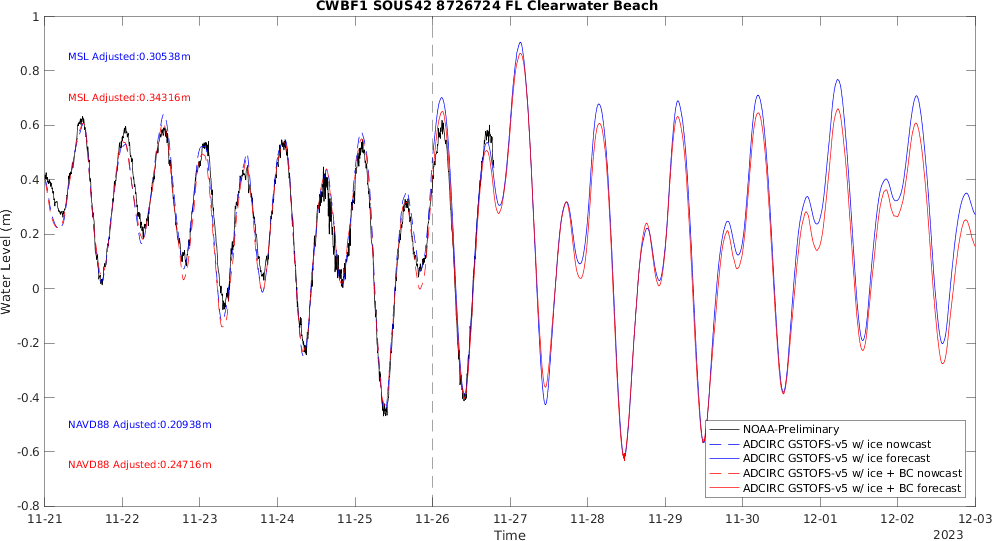 CWBF1 SOUS42 8726724 FL Clearwater Beach
1
0.8
0.6
0.4
0.2
0
-0.2
-0.4
-0.6
-0.8
Water Level (m)
MSL Adjusted:0.30538m
MSL Adjusted:0.34316m
NAVD88 Adjusted:0.20938m
NAVD88 Adjusted:0.24716m
NOAA-Preliminary
ADCIRC GSTOFS-v5 w/ ice nowcast
ADCIRC GSTOFS-v5 w/ ice forecast
ADCIRC GSTOFS-v5 w/ ice + BC nowcast
ADCIRC GSTOFS-v5 w/ ice + BC forecast
11-21 11-22 11-23 11-24 11-25 11-26 11-27 11-28 11-29 11-30 12-01 12-02 12-03
Time
2023